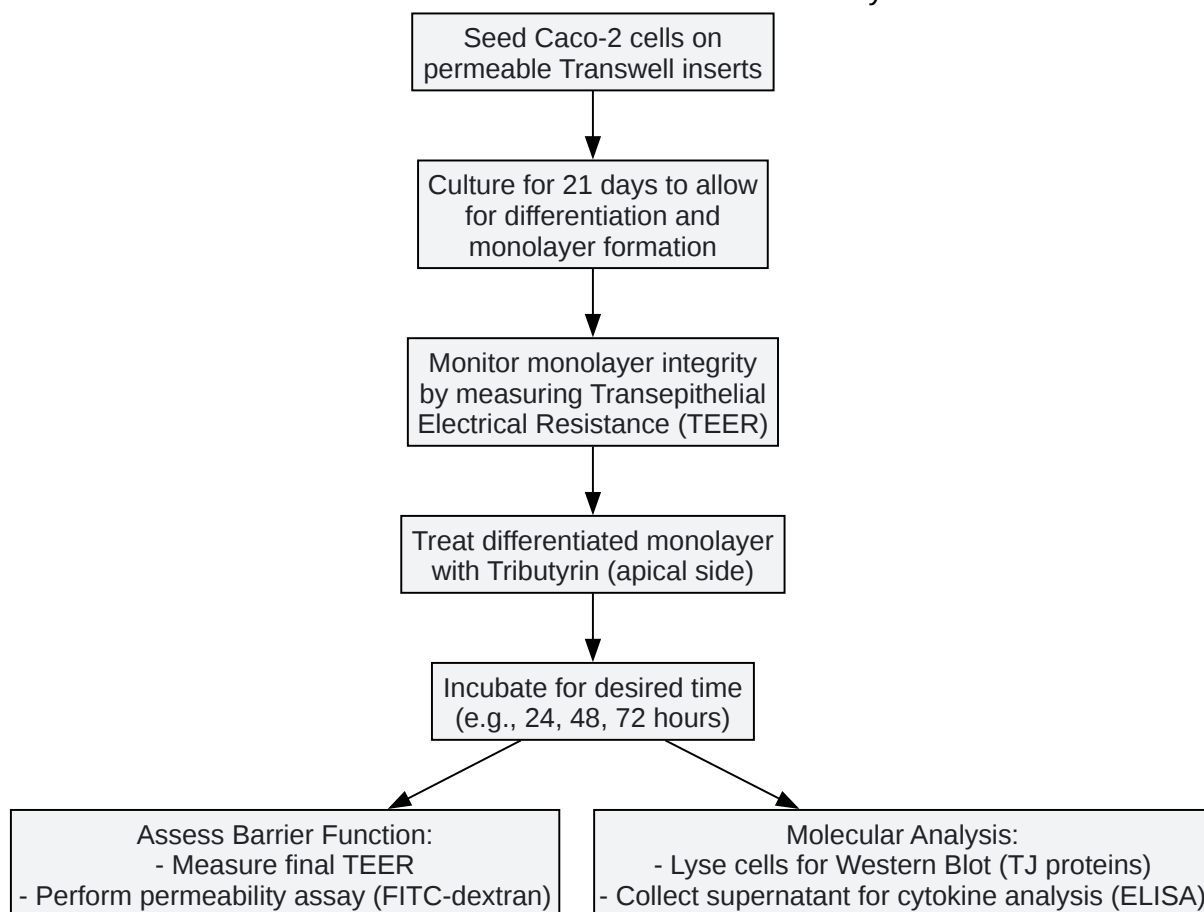 Seed Caco-2 cells on
permeable Transwell inserts
Culture for 21 days to allow
for differentiation and
monolayer formation
Monitor monolayer integrity
by measuring Transepithelial
Electrical Resistance (TEER)
Treat differentiated monolayer
with Tributyrin (apical side)
Incubate for desired time
(e.g., 24, 48, 72 hours)
Assess Barrier Function:
- Measure final TEER
- Perform permeability assay (FITC-dextran)
Molecular Analysis:
- Lyse cells for Western Blot (TJ proteins)
- Collect supernatant for cytokine analysis (ELISA)